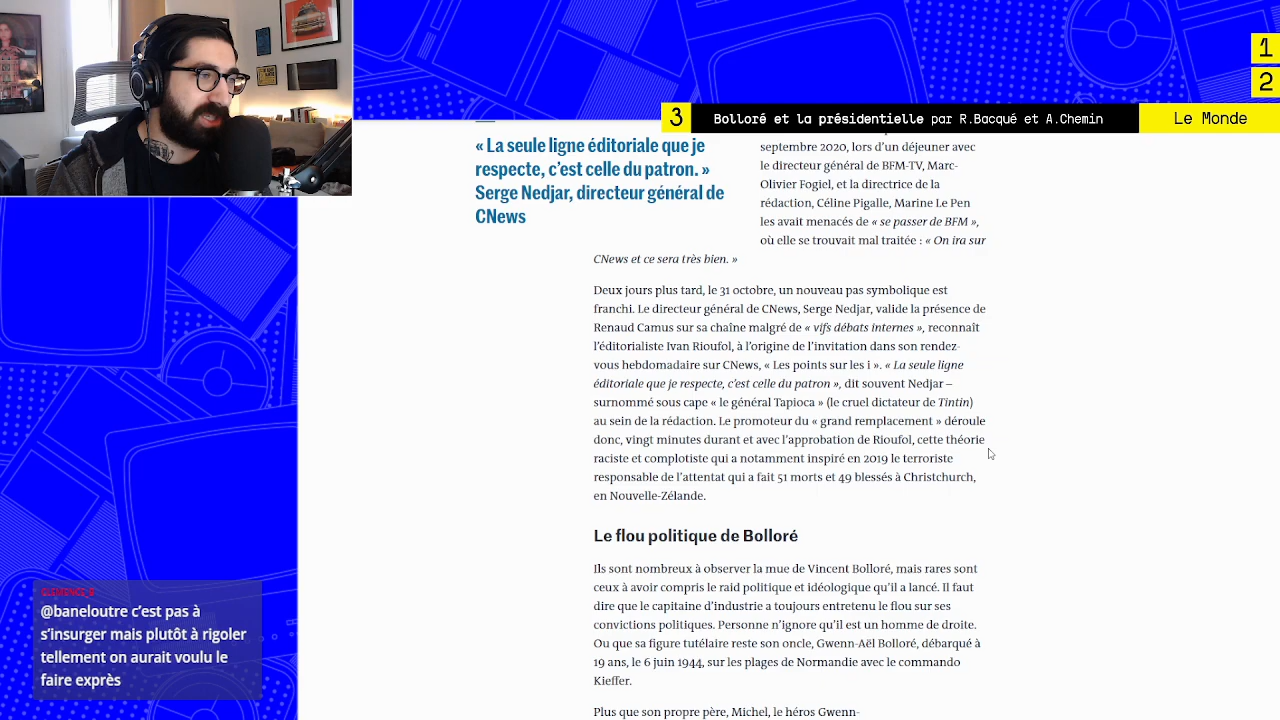 1
2
3 Bolloré et la présidentielle par R.Bacqué et A.Chemin Le Monde
« La seule ligne éditoriale que je
respecte, c’est celle du patron. »
Serge Nedjar, directeur général de
CNews
septembre 2020, lors d’un déjeuner avec
le directeur général de BFM-TV, Marc-
Olivier Fogiel, et la directrice de la
rédaction, Céline Pigalle, Marine Le Pen
les avait menacés de « se passer de BFM »,
où elle se trouvait mal traitée : « On ira sur
CNews et ce sera très bien. »
Deux jours plus tard, le 31 octobre, un nouveau pas symbolique est
franchi. Le directeur général de CNews, Serge Nedjar, valide la présence de
Renaud Camus sur sa chaîne malgré de « vifs débats internes », reconnaît
l’éditorialiste Ivan Rioufol, à l’origine de l’invitation dans son rendez-
vous hebdomadaire sur CNews, « Les points sur les i ». « La seule ligne
éditoriale que je respecte, c’est celle du patron », dit souvent Nedjar –
surnommé sous cape « le général Tapioca » (le cruel dictateur de Tintin)
au sein de la rédaction. Le promoteur du « grand remplacement » déroule
donc, vingt minutes durant et avec l’approbation de Rioufol, cette théorie
raciste et complotiste qui a notamment inspiré en 2019 le terroriste
responsable de l’attentat qui a fait 51 morts et 49 blessés à Christchurch,
en Nouvelle-Zélande.
Le flou politique de Bolloré
Ils sont nombreux à observer la mue de Vincent Bolloré, mais rares sont
ceux à avoir compris le raid politique et idéologique qu’il a lancé. Il faut
dire que le capitaine d’industrie a toujours entretenu le flou sur ses
convictions politiques. Personne n’ignore qu’il est un homme de droite.
Ou que sa figure tutélaire reste son oncle, Gwenn-Aël Bolloré, débarqué à
19 ans, le 6 juin 1944, sur les plages de Normandie avec le commando
Kieffer.
Plus que son propre père, Michel, le héros Gwenn-
@baneloutre c’est pas à
s’insurger mais plutôt à rigoler
tellement on aurait voulu le
faire exprès